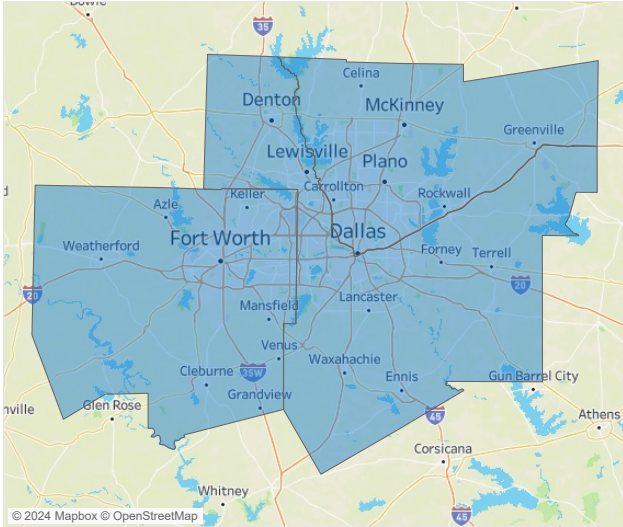 Bowie
35
Celina
Denton
McKinney
Greenville
Lewisville
Plano
Carrollton
Keller
Rockwall
Azle
Dallas
Fort Worth
Weatherford
Forney
Terrell
20
20
Lancaster
Mansfield
Venus
Waxahachie
Cleburne
35W
Gun Barrel City
Ennis
Grandview
Glen Rose
45
Athens
Corsicana
Whitney
45
© 2024 Mapbox © OpenStreetMap